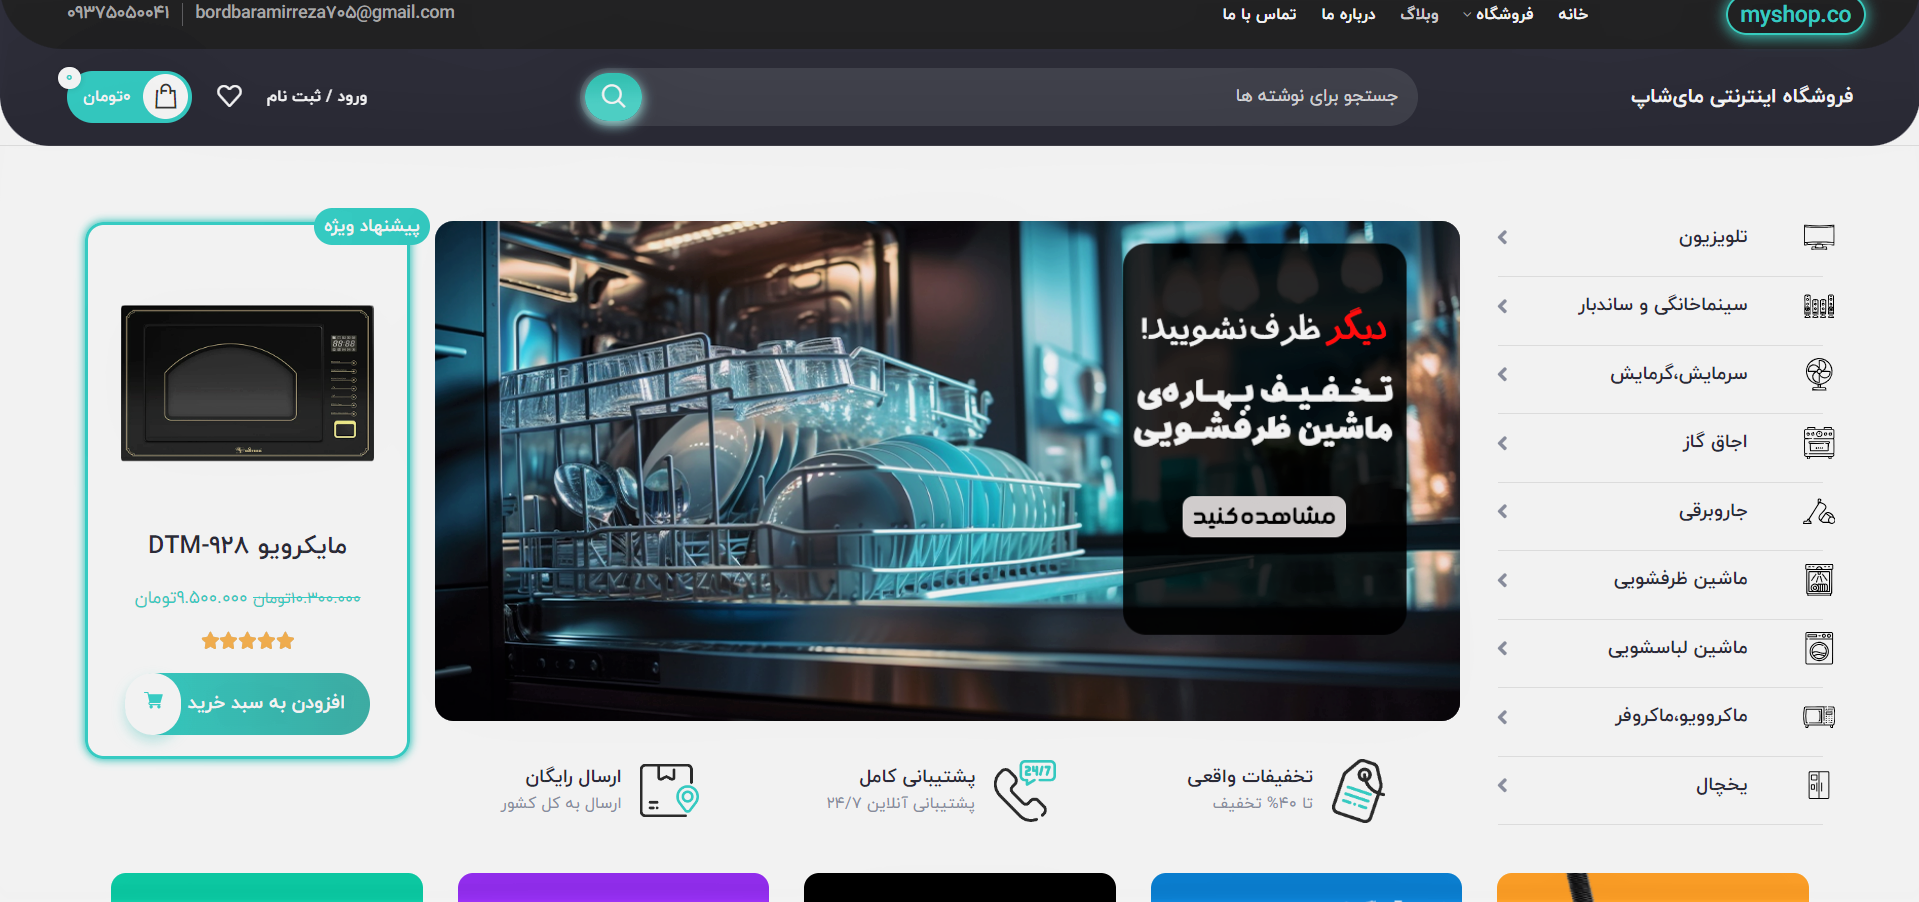 myshop.co
خانه
فروشگاه
وبلاگ
درباره ما
تماس با ما
bordbaramirreza۷۰۵@gmail.com
۰۹۳۷۵۰۵۰۰۴۱
فروشگاه اینترنتی مای‌شاپ
جستجو برای نوشته ها
ورود / ثبت نام
۰تومان
۰
تلویزیون
سینماخانگی و ساندبار
سرمایش،گرمایش
اجاق گاز
جاروبرقی
ماشین ظرفشویی
ماشین لباسشویی
ماکروویو،ماکروفر
یخچال
دیگر ظرف نشویید!
تخفیف بهاره‌ی
ماشین ظرفشویی
مشاهده کنید
پیشنهاد ویژه
مایکرویو DTM-۹۲۸
۱۰.۳۰۰.۰۰۰تومان ۹.۵۰۰.۰۰۰تومان
افزودن به سبد خرید
تخفیفات واقعی
تا ۴۰% تخفیف
24/7
پشتیبانی کامل
پشتیبانی آنلاین ۲۴/۷
ارسال رایگان
ارسال به کل کشور